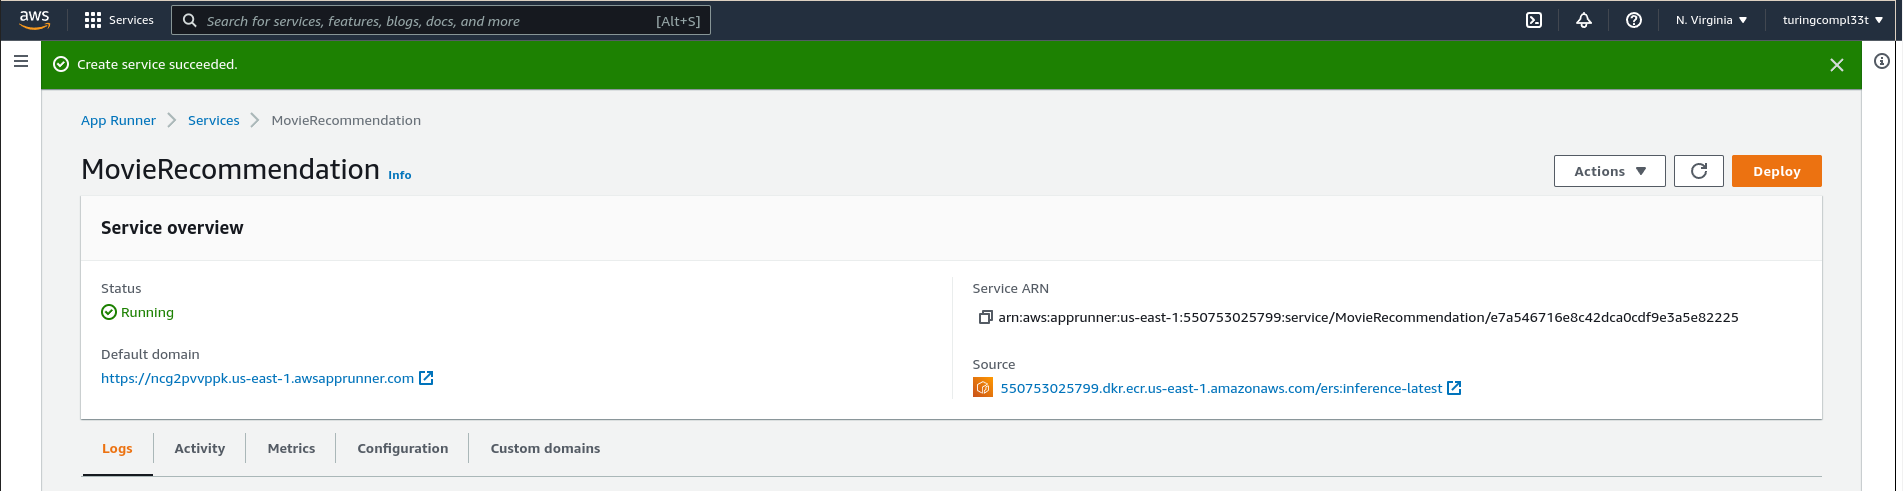 aws Services Search for services, features, blogs, docs, and more [Alt+S] N. Virginia turingcompl33t
Create service succeeded.
App Runner Services MovieRecommendation
MovieRecommendation Info Actions Deploy
Service overview
Status
Running
Default domain
https://ncg2pvvppk.us-east-1.awsapprunner.com
Service ARN
arn:aws:apprunner:us-east-1:550753025799:service/MovieRecommendation/e7a546716e8c42dca0cdf9e3a5e82225
Source
550753025799.dkr.ecr.us-east-1.amazonaws.com/ers:inference-latest
Logs Activity Metrics Configuration Custom domains